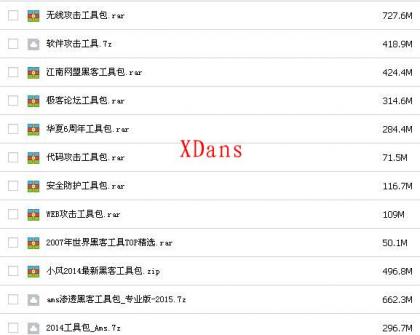 无线攻击工具包.rar 727.6M
软件攻击工具.7z 418.9M
江南网盟黑客工具包.rar 424.4M
极客论坛工具包.rar 314.6M
华夏6周年工具包.rar 284.4M
XDans
代码攻击工具包.rar 71.5M
安全防护工具包.rar 116.7M
WEB攻击工具包.rar 109M
2007年世界黑客工具TOP精选.rar 50.1M
小风2014最新黑客工具包.zip 496.8M
ams渗透黑客工具包_专业版-2015.7z 662.3M
2014工具包_Ams.7z 296.7M